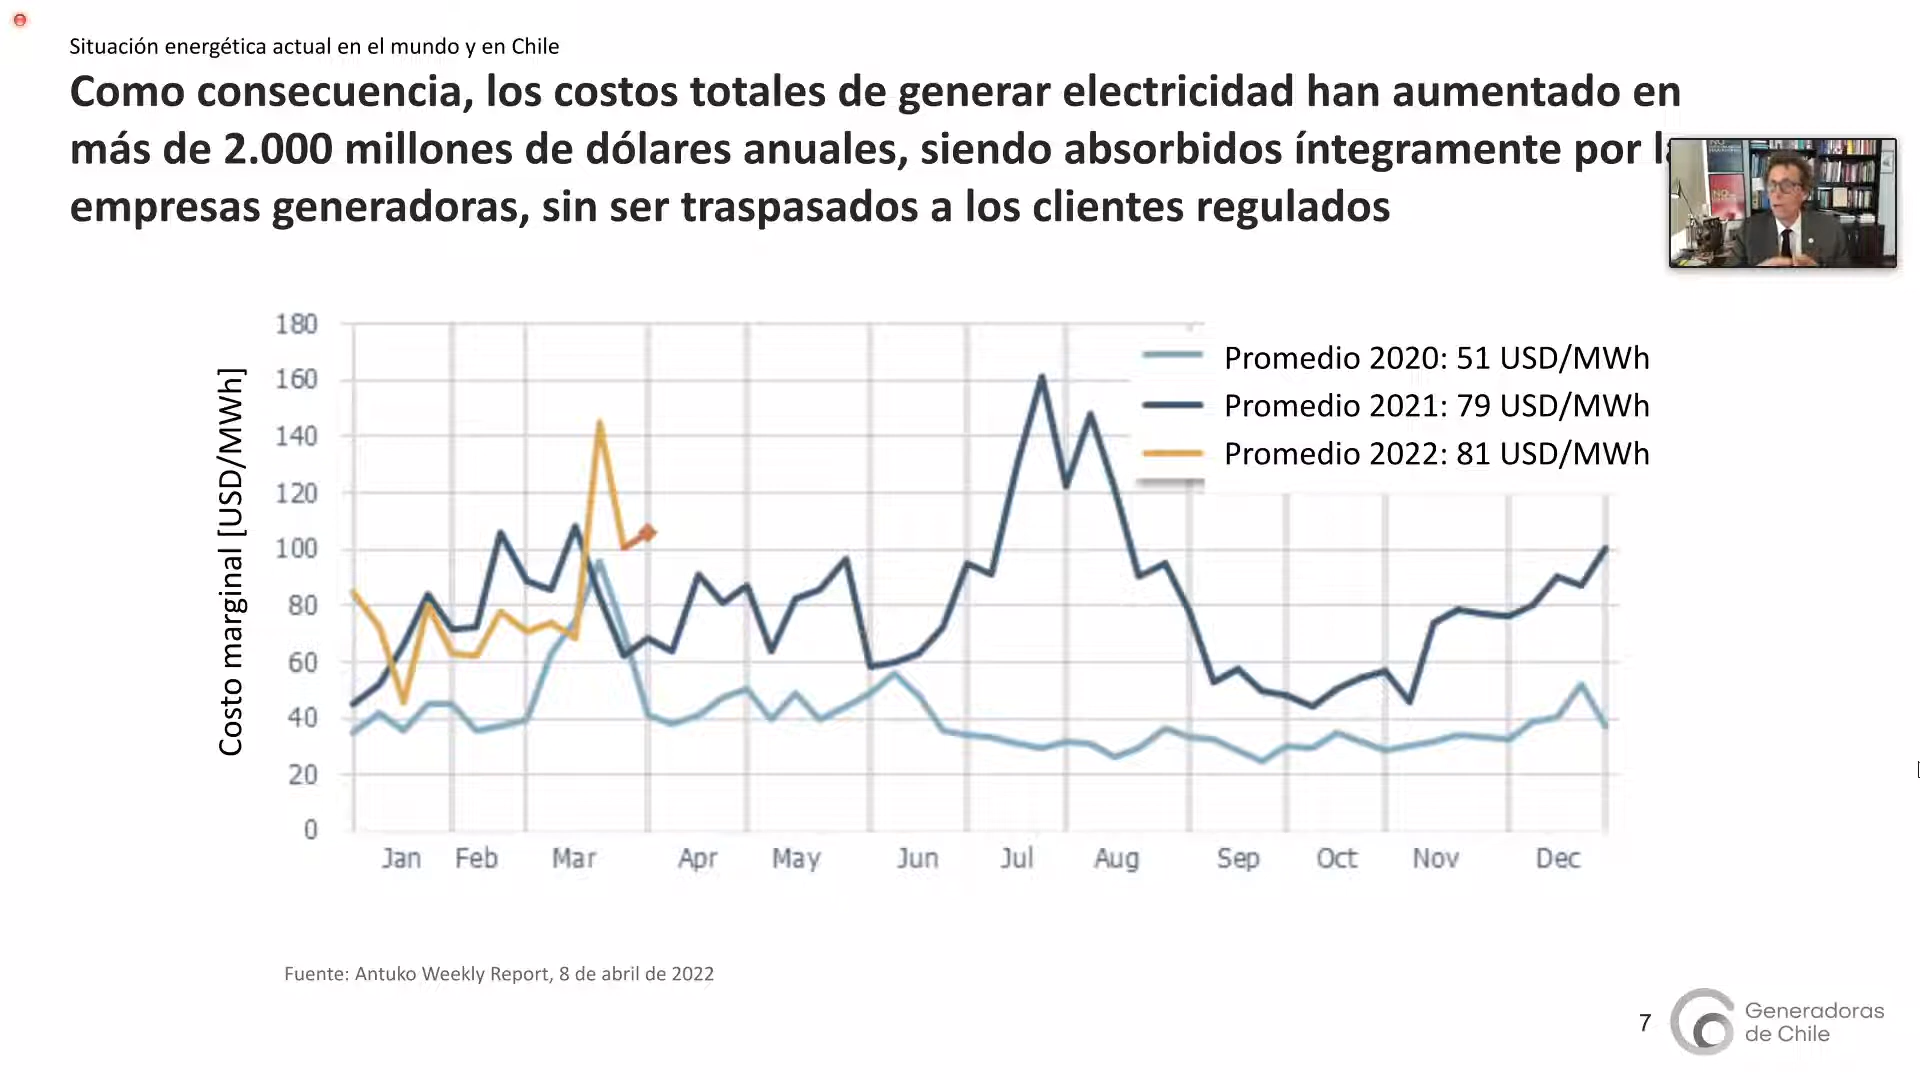 Situación energética actual en el mundo y en Chile
Como consecuencia, los costos totales de generar electricidad han aumentado en
más de 2.000 millones de dólares anuales, siendo absorbidos íntegramente por
empresas generadoras, sin ser traspasados a los clientes regulados
Costo marginal [USD/MWh]
180
160
140
120
100
80
60
40
20
0
Promedio 2020: 51 USD/MWh
Promedio 2021: 79 USD/MWh
Promedio 2022: 81 USD/MWh
Jan Feb Mar Apr May Jun Jul Aug Sep Oct Nov Dec
Fuente: Antuko Weekly Report, 8 de abril de 2022
7
Generadoras
de Chile